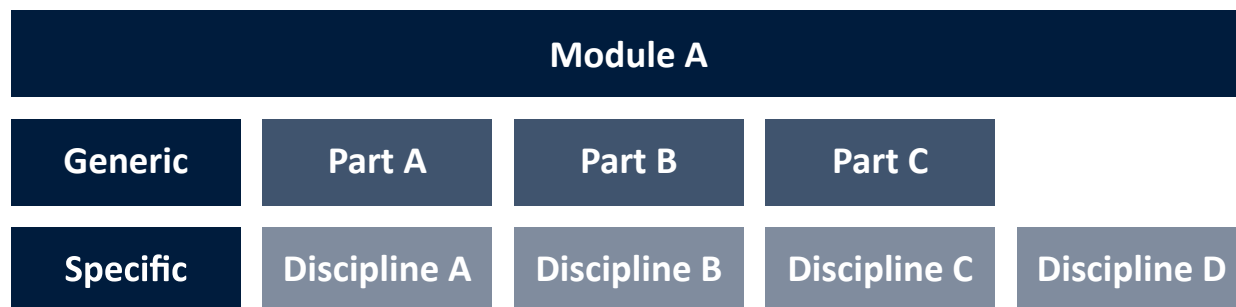 Module A
Generic Part A Part B Part C
Specific Discipline A Discipline B Discipline C Discipline D